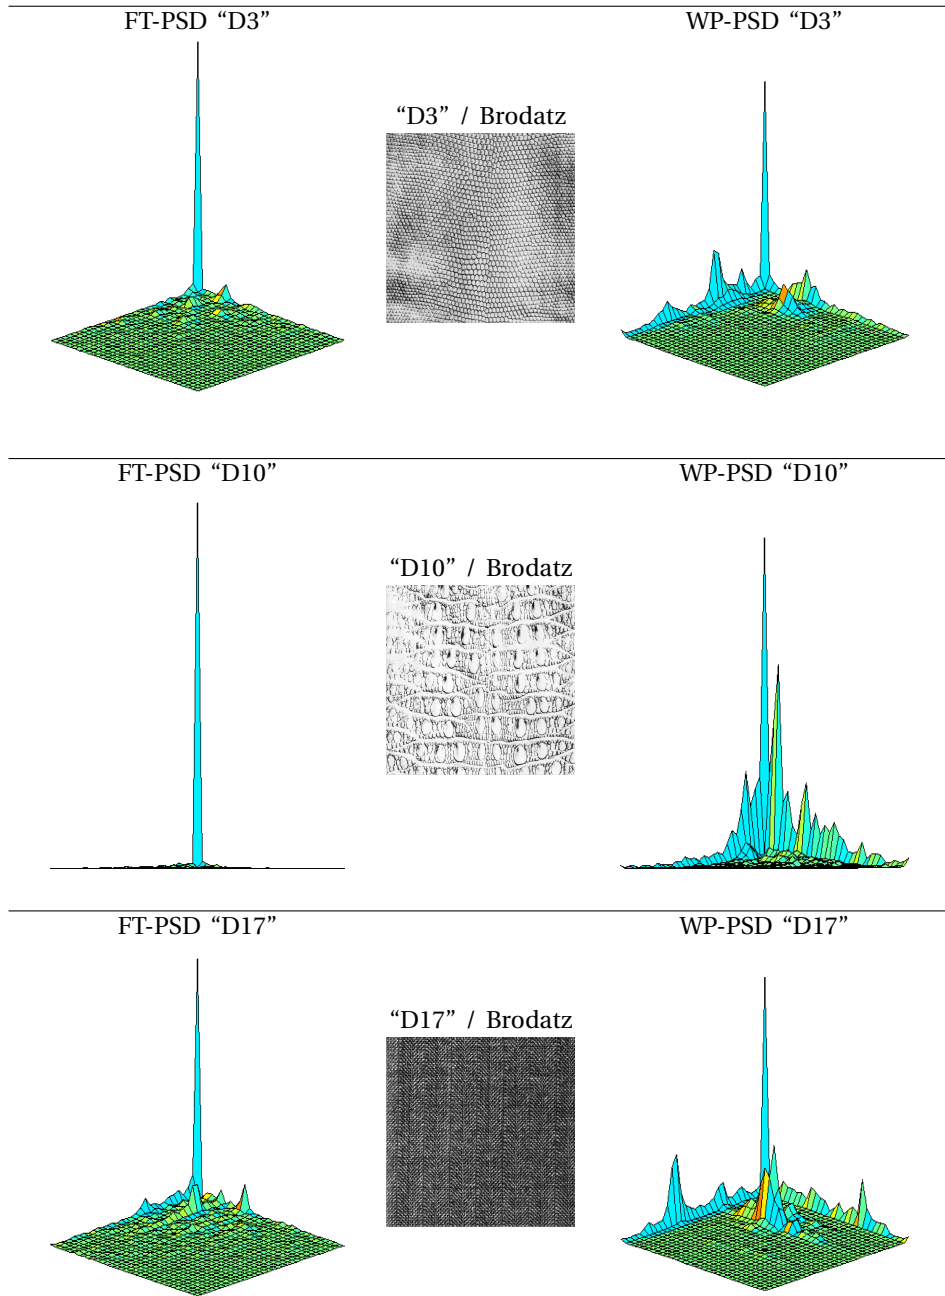 FT-PSD “D3”
WP-PSD “D3”
“D3” / Brodatz
FT-PSD “D10”
WP-PSD “D10”
“D10” / Brodatz
FT-PSD “D17”
WP-PSD “D17”
“D17” / Brodatz